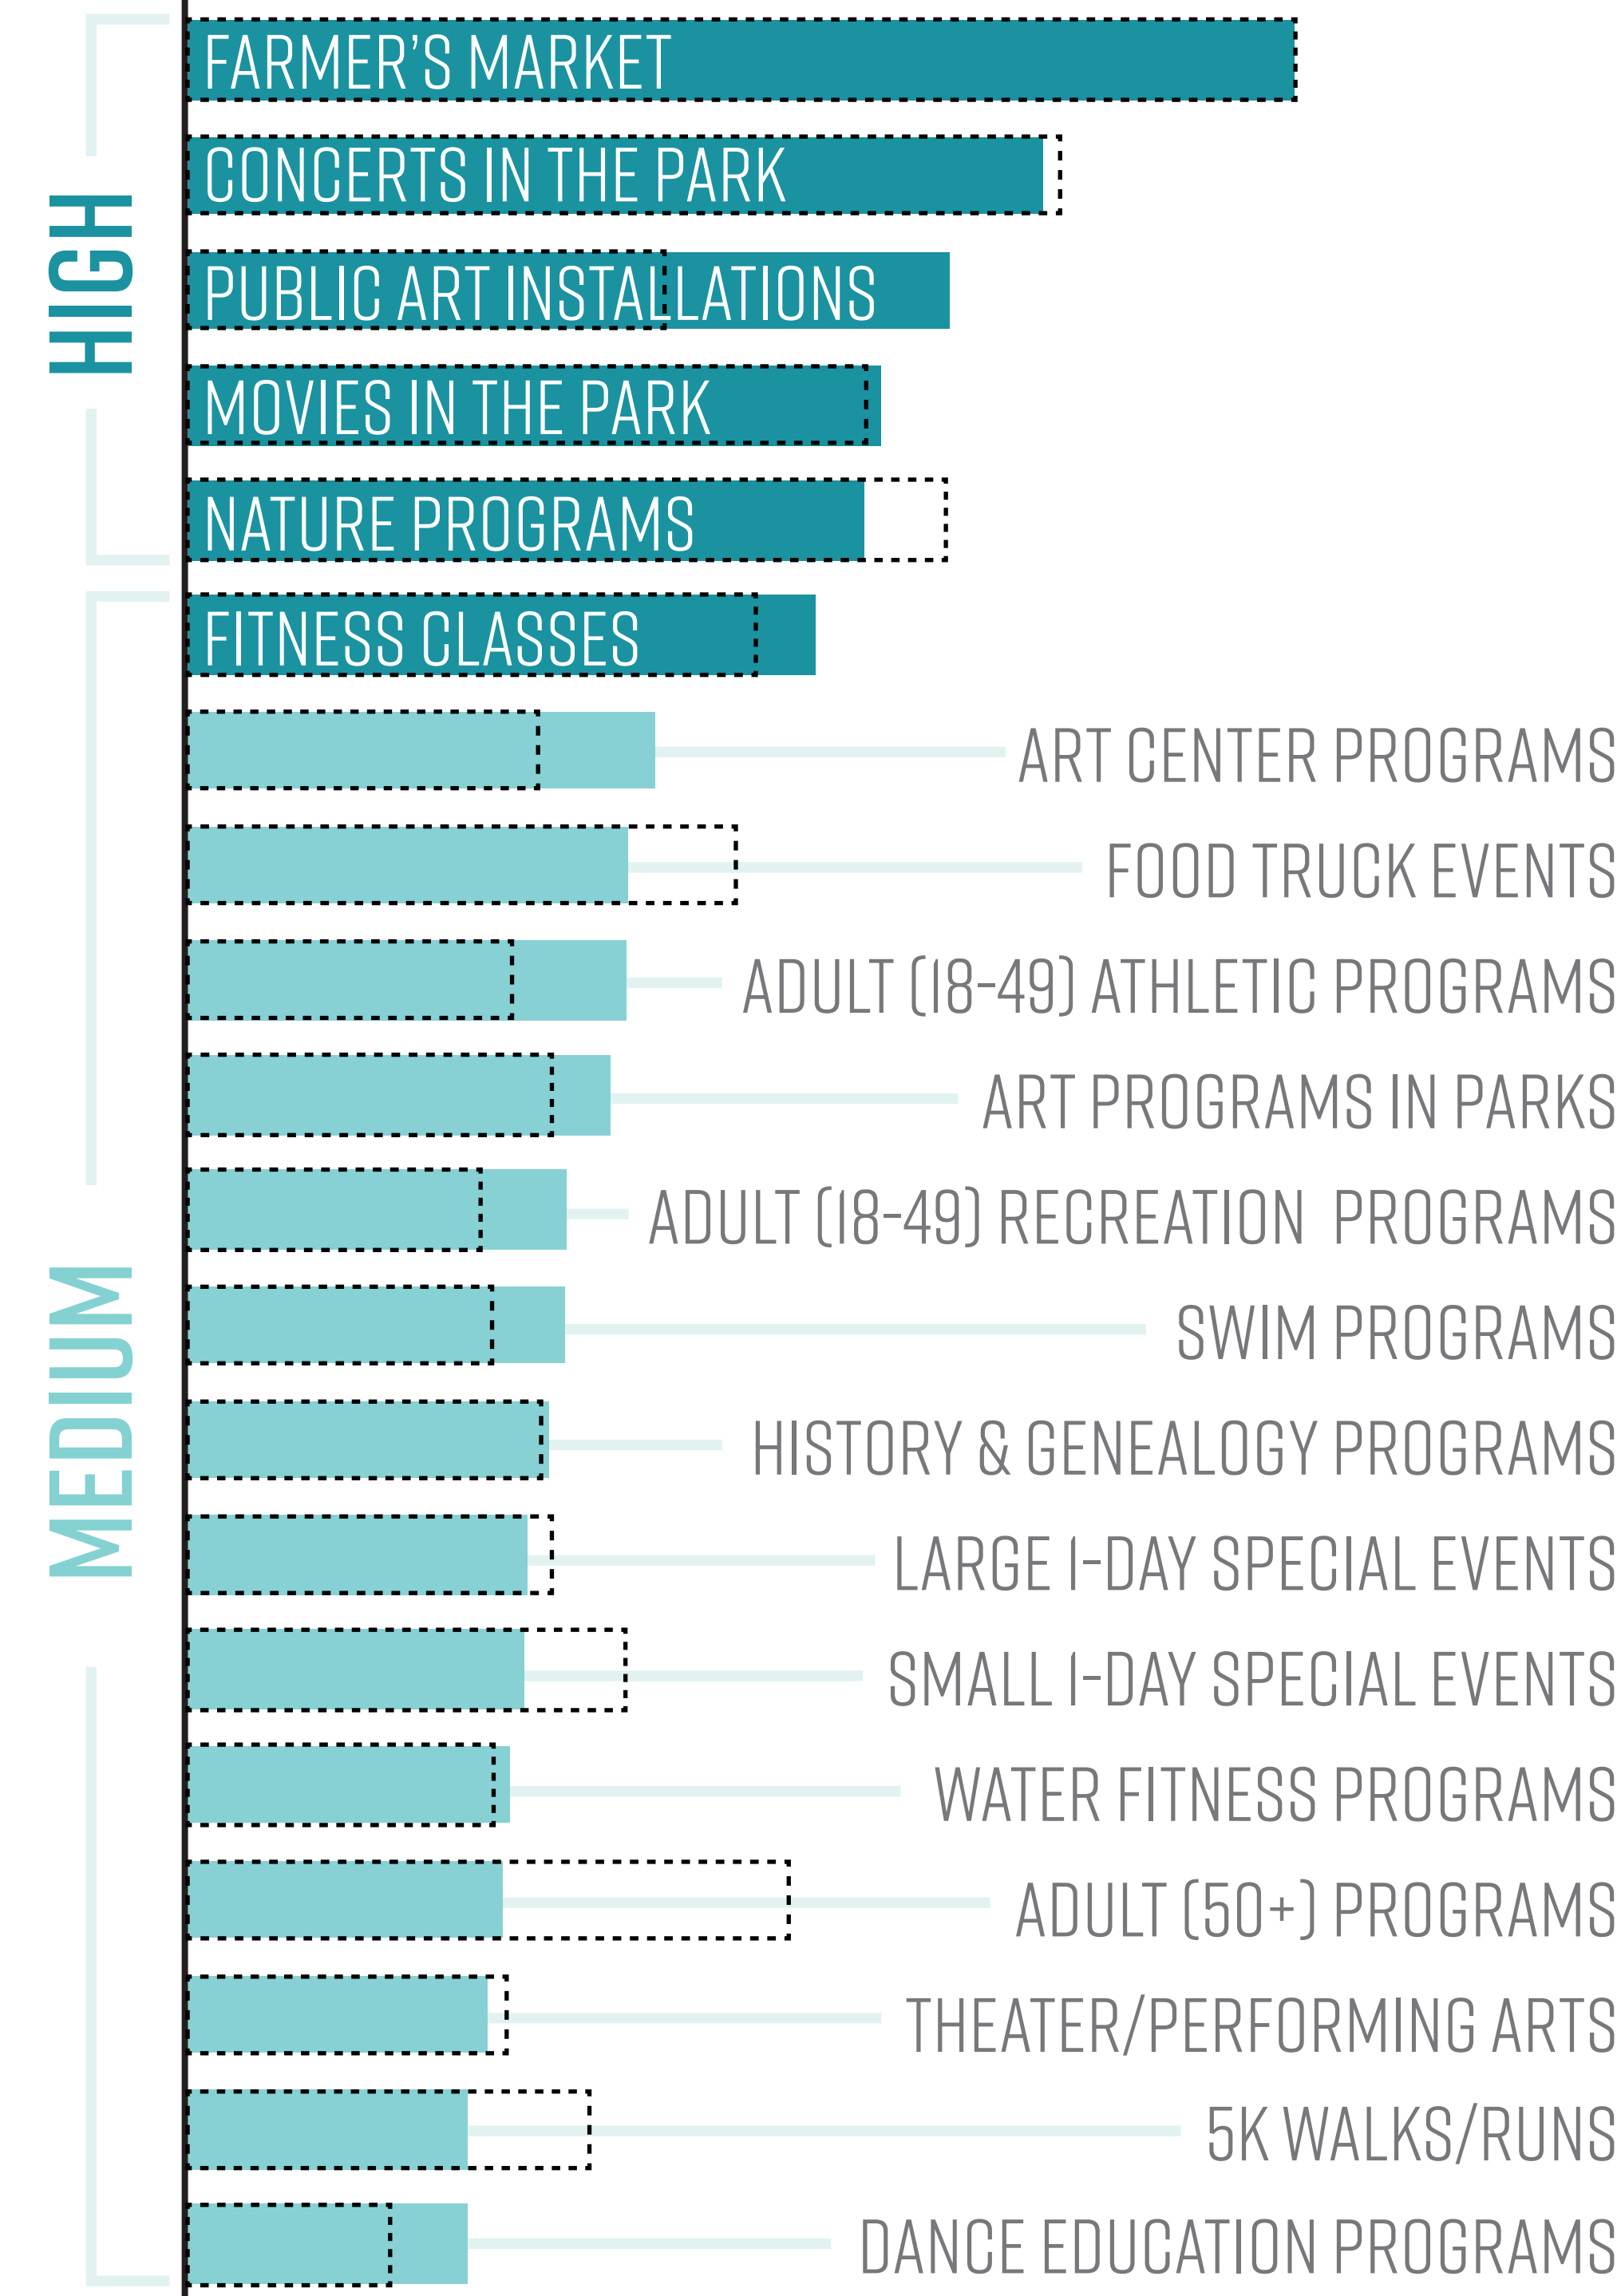 HIGH
FARMER'S MARKET
CONCERTS IN THE PARK
PUBLIC ART INSTALLATIONS
MOVIES IN THE PARK
NATURE PROGRAMS
MEDIUM
FITNESS CLASSES
ART CENTER PROGRAMS
FOOD TRUCK EVENTS
ADULT (18-49) ATHLETIC PROGRAMS
ART PROGRAMS IN PARKS
ADULT (18-49) RECREATION PROGRAMS
SWIM PROGRAMS
HISTORY & GENEALOGY PROGRAMS
LARGE 1-DAY SPECIAL EVENTS
SMALL 1-DAY SPECIAL EVENTS
WATER FITNESS PROGRAMS
ADULT (50+) PROGRAMS
THEATER/PERFORMING ARTS
5K WALKS/RUNS
DANCE EDUCATION PROGRAMS